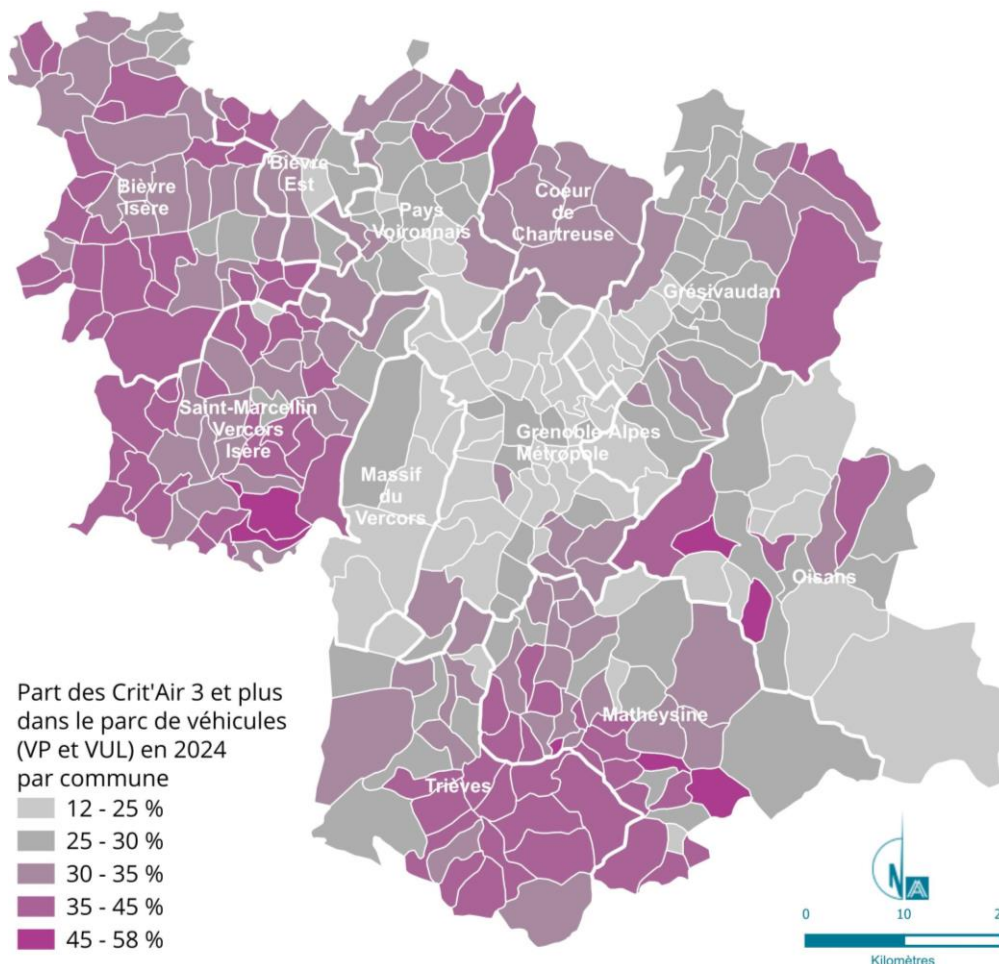 Bièvre
Isère
Bièvre
Est
Pays
Voironnais
Coeur
de
Chartreuse
Grésivaudan
Saint-Marcellin
Vercors
Isère
Massif
du
Vercors
Grenoble-Alpes
Métropole
Oisans
Matheysine
Trièves
Part des Crit'Air 3 et plus
dans le parc de véhicules
(VP et VUL) en 2024
par commune
12 - 25 %
25 - 30 %
30 - 35 %
35 - 45 %
45 - 58 %
N
0 10 2
Kilomètres